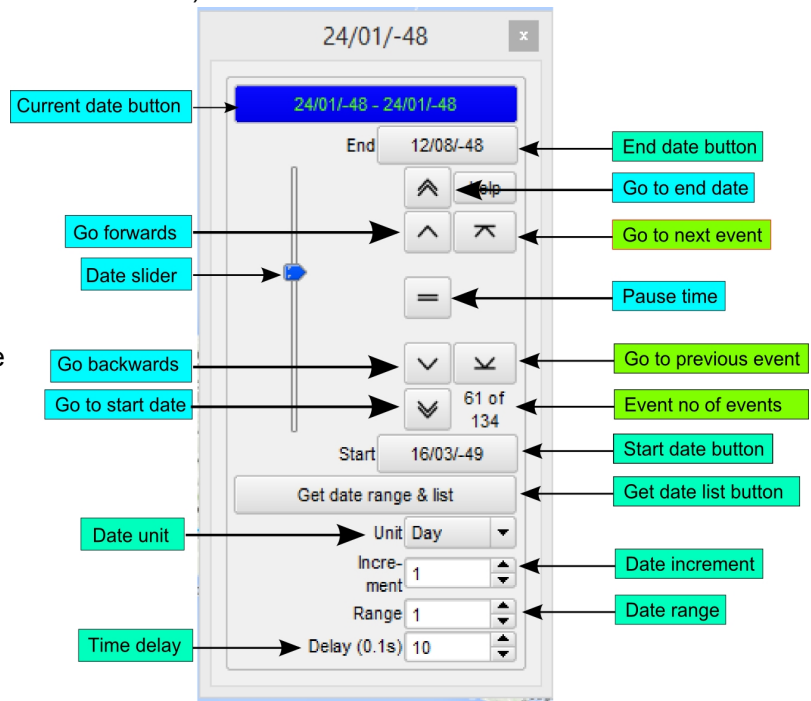 24/01/-48
x
Current date button
24/01/-48 - 24/01/-48
End 12/08/-48
End date button
Go to end date
Go forwards
Go to next event
Date slider
Pause time
Go backwards
Go to previous event
Go to start date
61 of
134
Event no of events
Start 16/03/-49
Start date button
Get date range & list
Get date list button
Date unit
Unit Day
Incre-
ment
1
Date increment
Range 1
Date range
Time delay
Delay (0.1s) 10